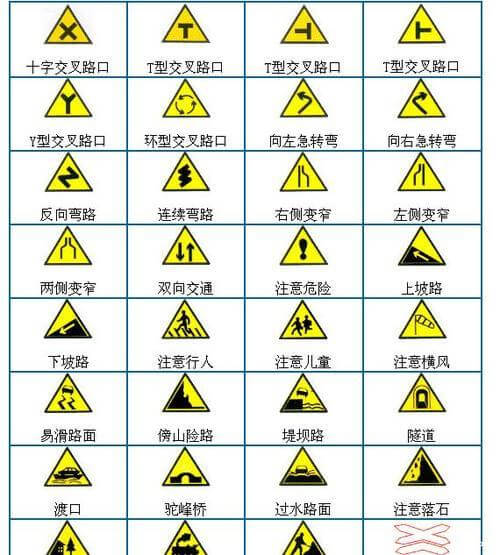 十字交叉路口 T型交叉路口 T型交叉路口 T型交叉路口
Y型交叉路口 环型交叉路口 向左急转弯 向右急转弯
反向弯路 连续弯路 右侧变窄 左侧变窄
两侧变窄 双向交通 注意危险 上坡路
下坡路 注意行人 注意儿童 注意横风
易滑路面 傍山险路 堤坝路 隧道
渡口 驼峰桥 过水路面 注意落石